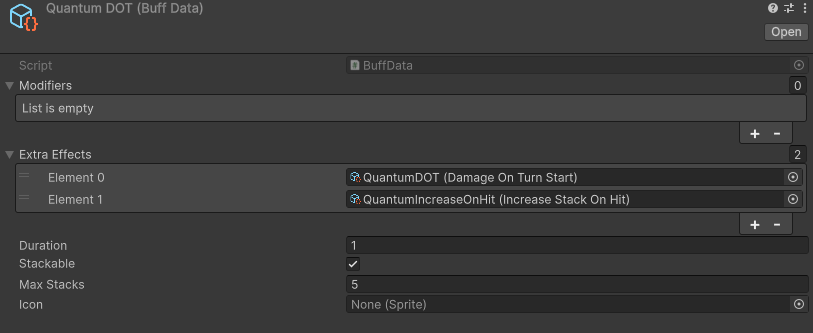 Quantum DOT (Buff Data)
Open
Script BuffData
Modifiers 0
List is empty
+ -
Extra Effects 2
Element 0 QuantumDOT (Damage On Turn Start)
Element 1 QuantumIncreaseOnHit (Increase Stack On Hit)
+ -
Duration 1
Stackable
Max Stacks 5
Icon None (Sprite)